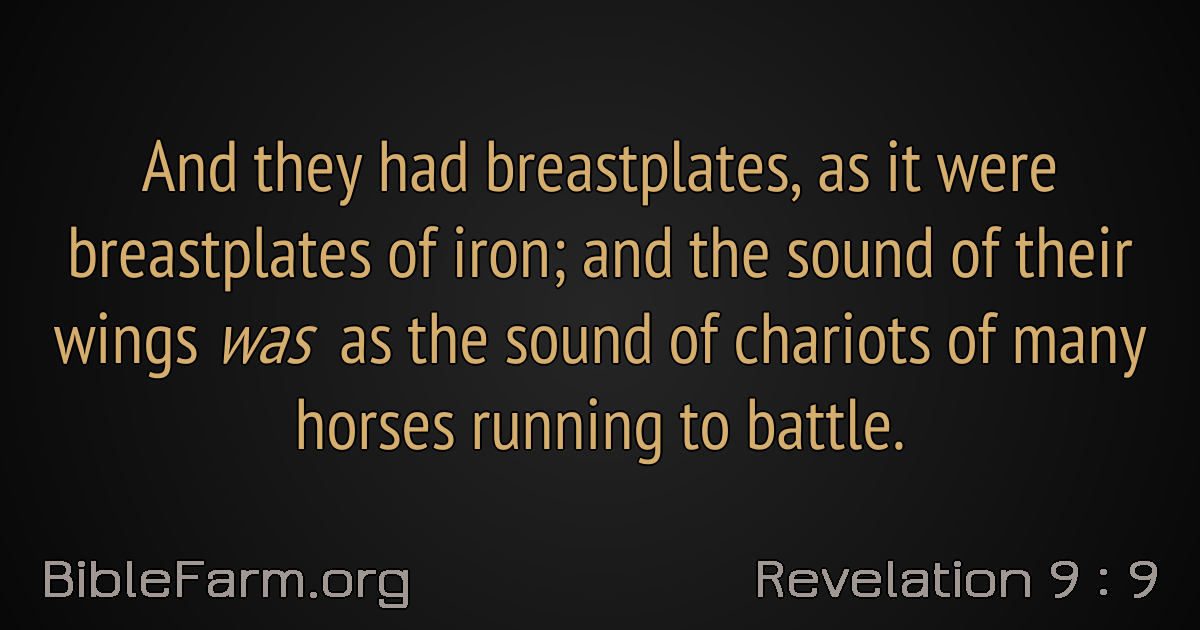 And they had breastplates, as it were
breastplates of iron; and the sound of their
wings was as the sound of chariots of many
horses running to battle.
BibleFarm.org
Revelation 9 : 9